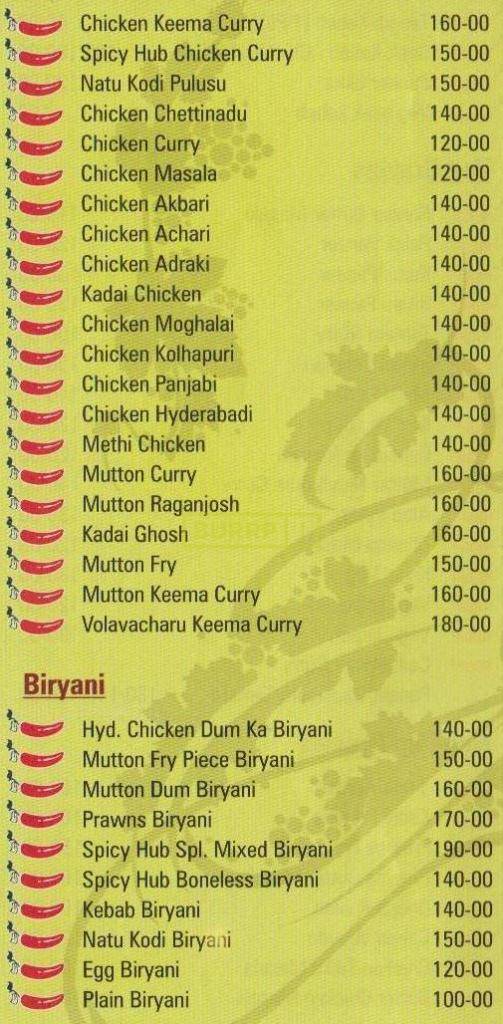 Chicken Keema Curry 160-00
Spicy Hub Chicken Curry 150-00
Natu Kodi Pulusu 150-00
Chicken Chettinadu 140-00
Chicken Curry 120-00
Chicken Masala 120-00
Chicken Akbari 140-00
Chicken Achari 140-00
Chicken Adraki 140-00
Kadai Chicken 140-00
Chicken Moghalai 140-00
Chicken Kolhapuri 140-00
Chicken Panjabi 140-00
Chicken Hyderabadi 140-00
Methi Chicken 140-00
Mutton Curry 160-00
Mutton Raganjosh 160-00
Kadai Ghosh 160-00
Mutton Fry 150-00
Mutton Keema Curry 160-00
Volavacharu Keema Curry 180-00
Biryani
Hyd. Chicken Dum Ka Biryani 140-00
Mutton Fry Piece Biryani 150-00
Mutton Dum Biryani 160-00
Prawns Biryani 170-00
Spicy Hub Spl. Mixed Biryani 190-00
Spicy Hub Boneless Biryani 140-00
Kebab Biryani 140-00
Natu Kodi Biryani 150-00
Egg Biryani 120-00
Plain Biryani 100-00